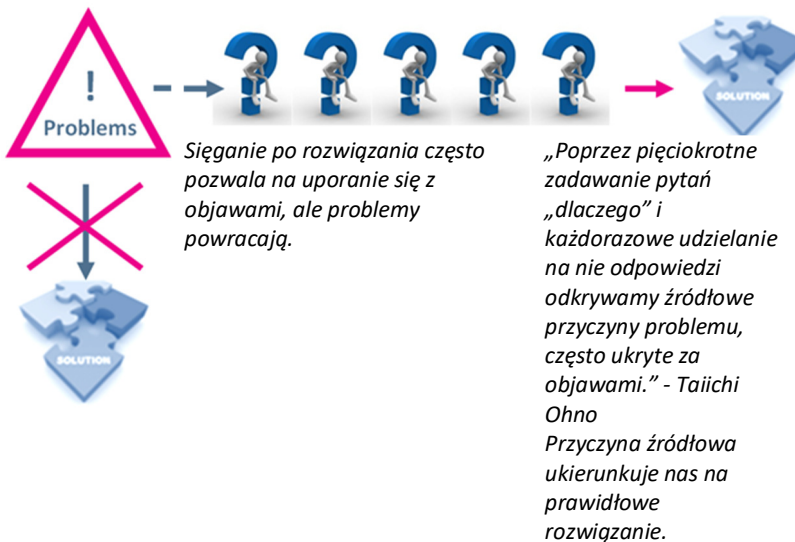 !
Problems
SOLUTION
Sięganie po rozwiązania często
pozwala na uporanie się z
objawami, ale problemy
powracają.
„Poprzez pięciokrotne
zadawanie pytań
„dlaczego” i
każdorazowe udzielanie
na nie odpowiedzi
odkrywamy źródłowe
przyczyny problemu,
często ukryte za
objawami.” - Taiichi
Ohno
Przyczyna źródłowa
ukierunkuje nas na
prawidłowe
rozwiązanie.
SOLUTION